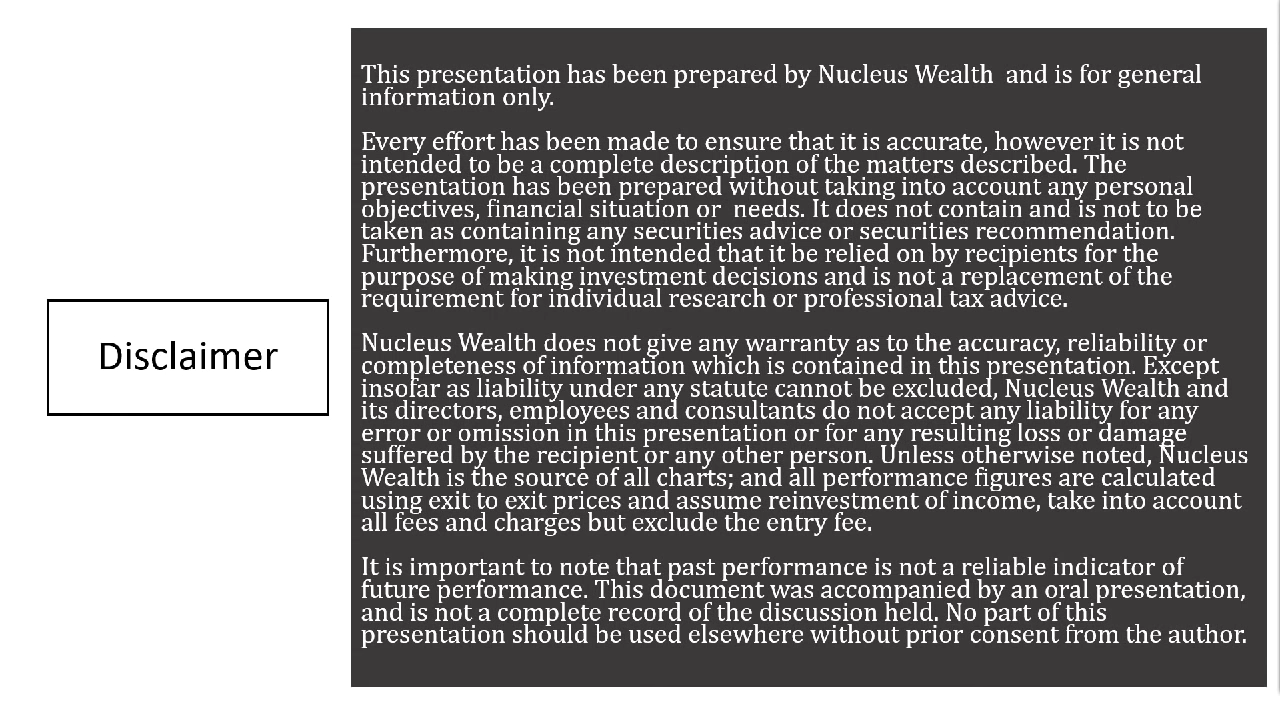 Disclaimer
This presentation has been prepared by Nucleus Wealth  and is for general
information only.
Every effort has been made to ensure that it is accurate, however it is not
intended to be a complete description of the matters described. The
presentation has been prepared without taking into account any personal
objectives, financial situation or  needs. It does not contain and is not to be
taken as containing any securities advice or securities recommendation.
Furthermore, it is not intended that it be relied on by recipients for the
purpose of making investment decisions and is not a replacement of the
requirement for individual research or professional tax advice.
Nucleus Wealth does not give any warranty as to the accuracy, reliability or
completeness of information which is contained in this presentation. Except
insofar as liability under any statute cannot be excluded, Nucleus Wealth and
its directors, employees and consultants do not accept any liability for any
error or omission in this presentation or for any resulting loss or damage
suffered by the recipient or any other person. Unless otherwise noted, Nucleus
Wealth is the source of all charts; and all performance figures are calculated
using exit to exit prices and assume reinvestment of income, take into account
all fees and charges but exclude the entry fee.
It is important to note that past performance is not a reliable indicator of
future performance. This document was accompanied by an oral presentation,
and is not a complete record of the discussion held. No part of this
presentation should be used elsewhere without prior consent from the author.